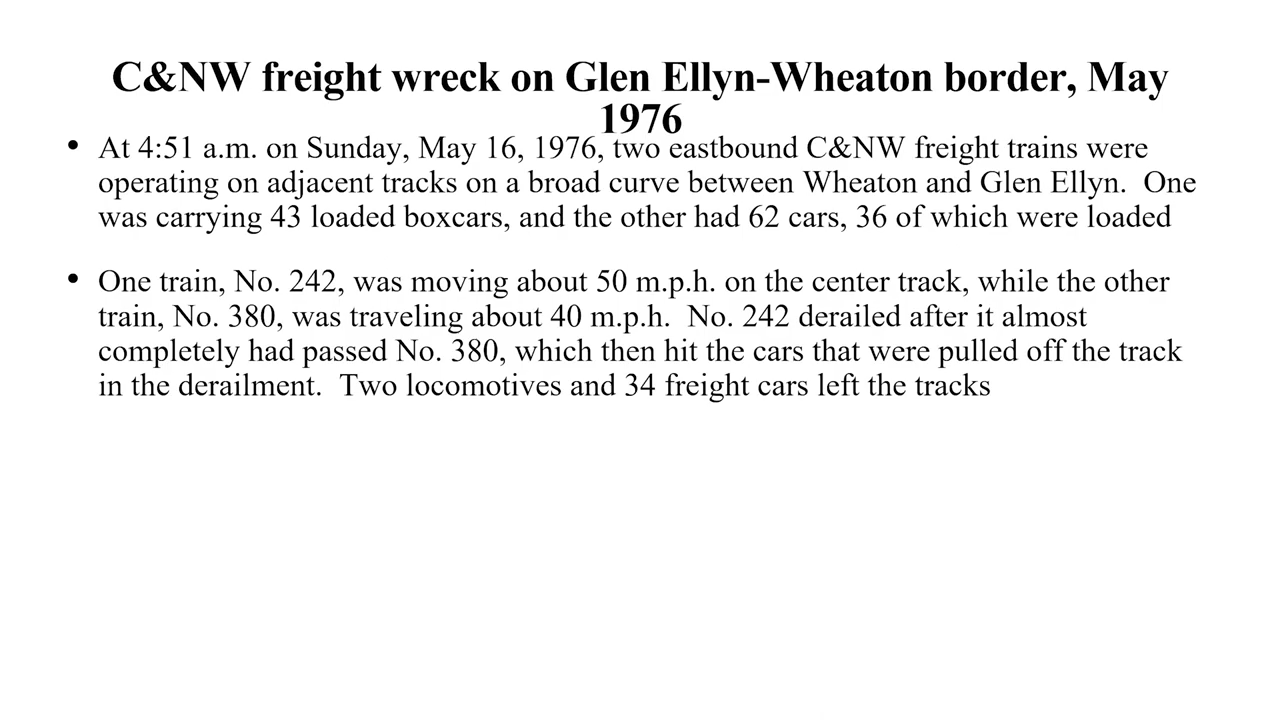 C&NW freight wreck on Glen Ellyn-Wheaton border, May
1976
• At 4:51 a.m. on Sunday, May 16, 1976, two eastbound C&NW freight trains were
operating on adjacent tracks on a broad curve between Wheaton and Glen Ellyn.  One
was carrying 43 loaded boxcars, and the other had 62 cars, 36 of which were loaded
• One train, No. 242, was moving about 50 m.p.h. on the center track, while the other
train, No. 380, was traveling about 40 m.p.h.  No. 242 derailed after it almost
completely had passed No. 380, which then hit the cars that were pulled off the track
in the derailment.  Two locomotives and 34 freight cars left the tracks